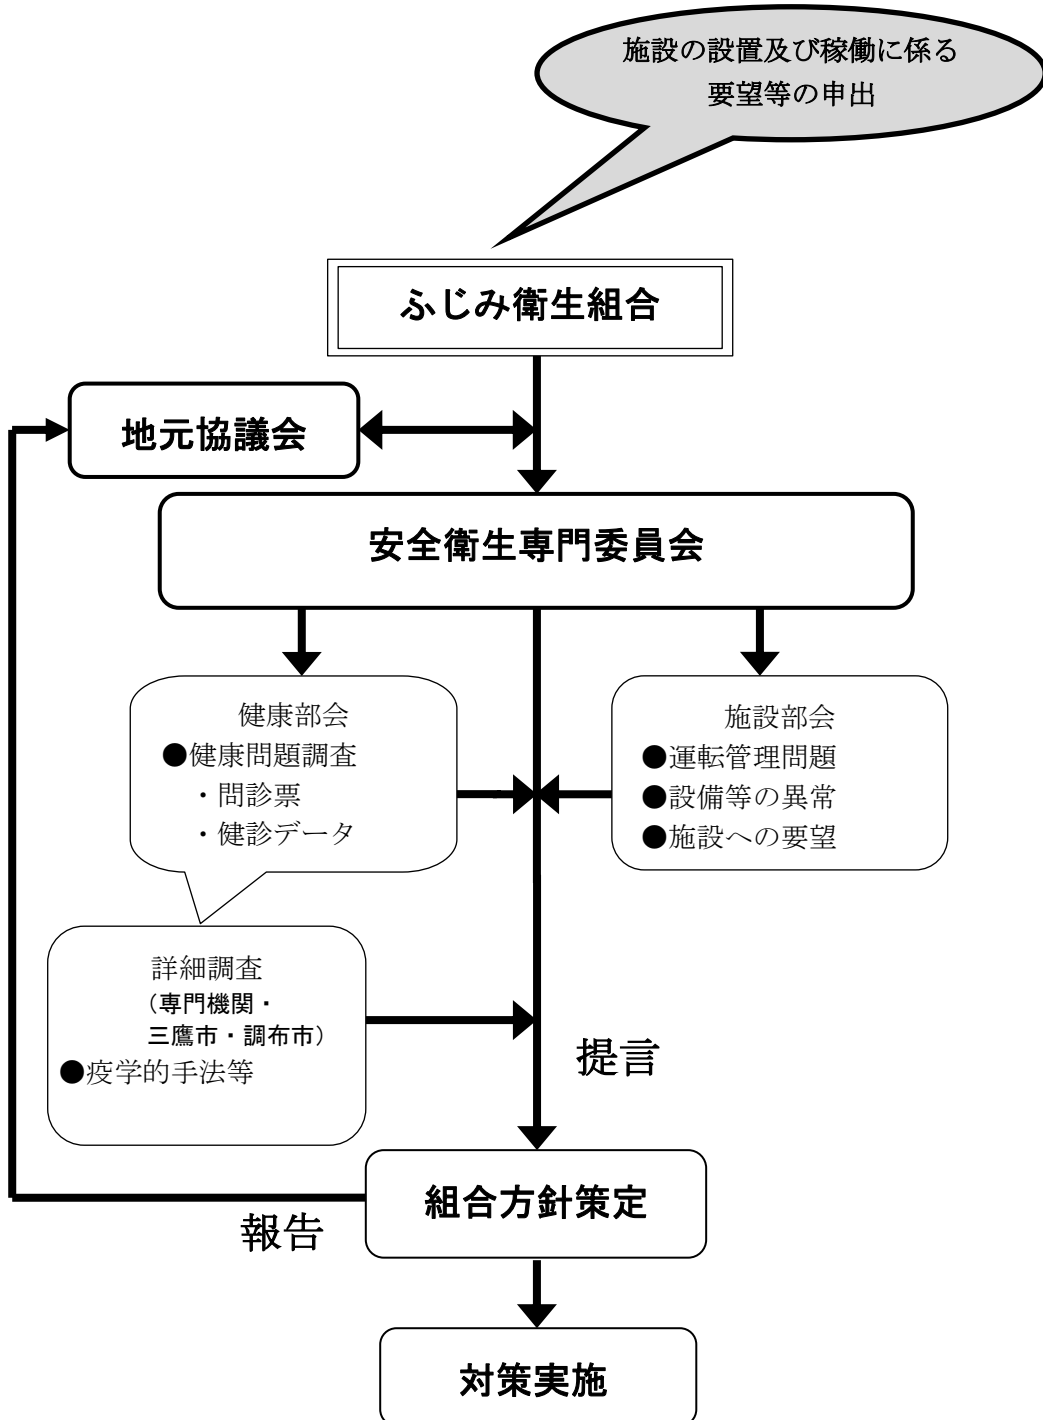 施設の設置及び稼働に係る
要望等の申出
ふじみ衛生組合
地元協議会
安全衛生専門委員会
健康部会
●健康問題調査
・問診票
・健診データ
施設部会
●運転管理問題
●設備等の異常
●施設への要望
詳細調査
(専門機関・
三鷹市・調布市)
●疫学的手法等
提言
組合方針策定
報告
対策実施